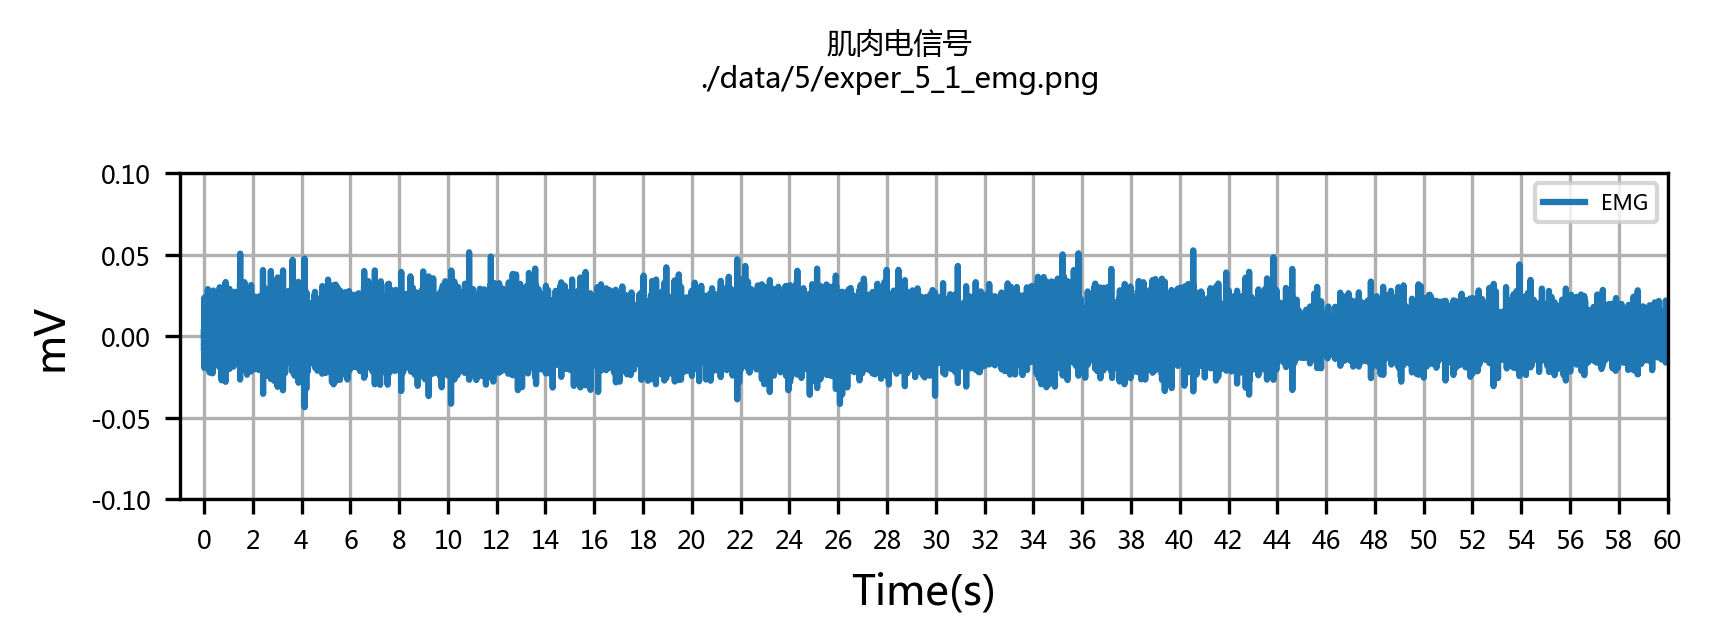 肌肉电信号
./data/5/exper_5_1_emg.png
0.10
0.05
0.00
-0.05
-0.10
mV
EMG
0 2 4 6 8 10 12 14 16 18 20 22 24 26 28 30 32 34 36 38 40 42 44 46 48 50 52 54 56 58 60
Time(s)